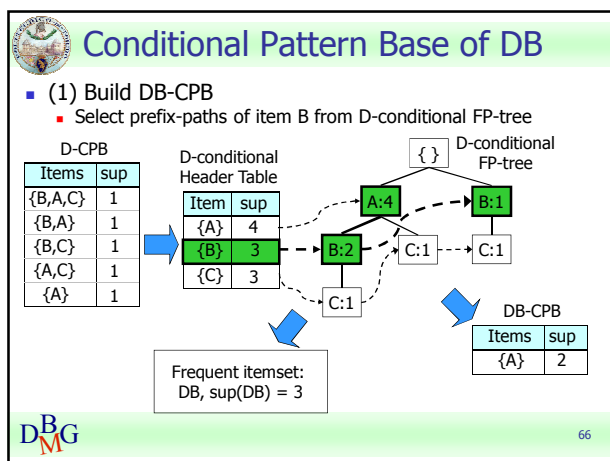 Conditional Pattern Base of DB
(1) Build DB-CPB
Select prefix-paths of item B from D-conditional FP-tree
D-CPB
Items sup
{B,A,C} 1
{B,A} 1
{B,C} 1
{A,C} 1
{A} 1
D-conditional
Header Table
Item sup
{A} 4
{B} 3
{C} 3
D-conditional
FP-tree
{ }
A:4
B:1
B:2
C:1
C:1
C:1
DB-CPB
Items sup
{A} 2
Frequent itemset:
DB, sup(DB) = 3
DBMG
66